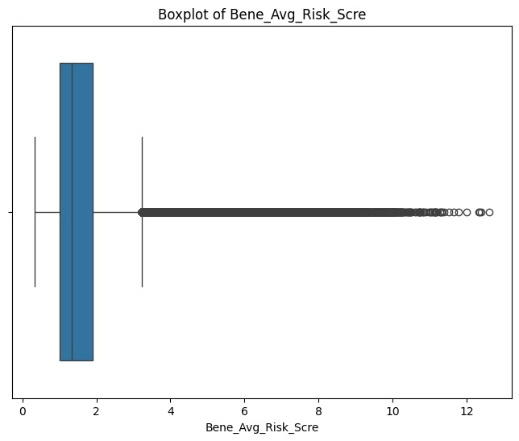 Boxplot of Bene_Avg_Risk_Scre
0 2 4 6 8 10 12
Bene_Avg_Risk_Scre